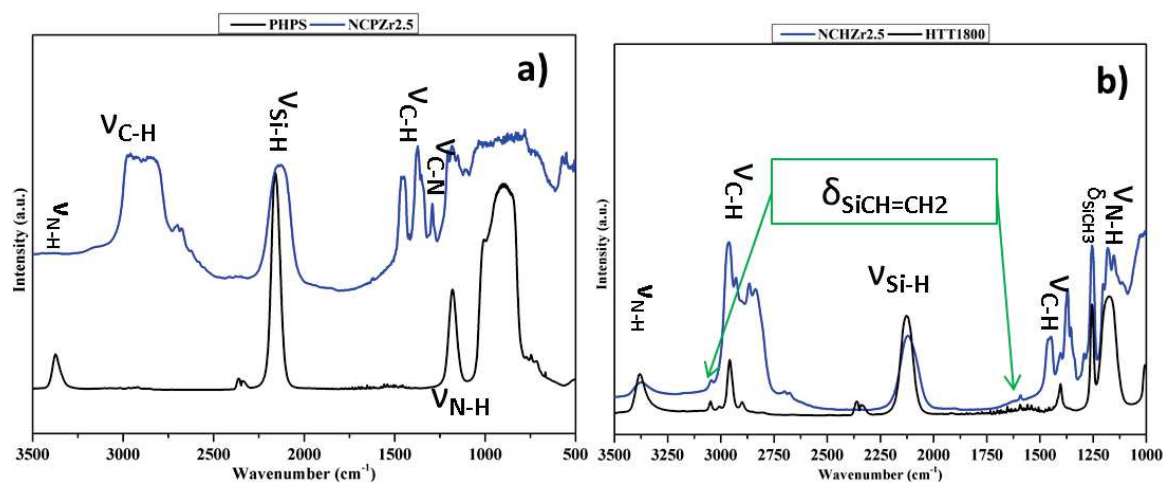 PHPS NCPZr2.5
a)
νC-H
νSi-H
νC-H
νC-N
νN-H
νN-H
Intensity (a.u.)
3500 3000 2500 2000 1500 1000 500
Wavenumber (cm-1)
NCHZr2.5 HTT1800
b)
νC-H
δSiCH=CH2
δSiCH3
νN-H
νSi-H
νN-H
νC-H
Intensity (a.u.)
3500 3250 3000 2750 2500 2250 2000 1750 1500 1250 1000
Wavenumber (cm-1)